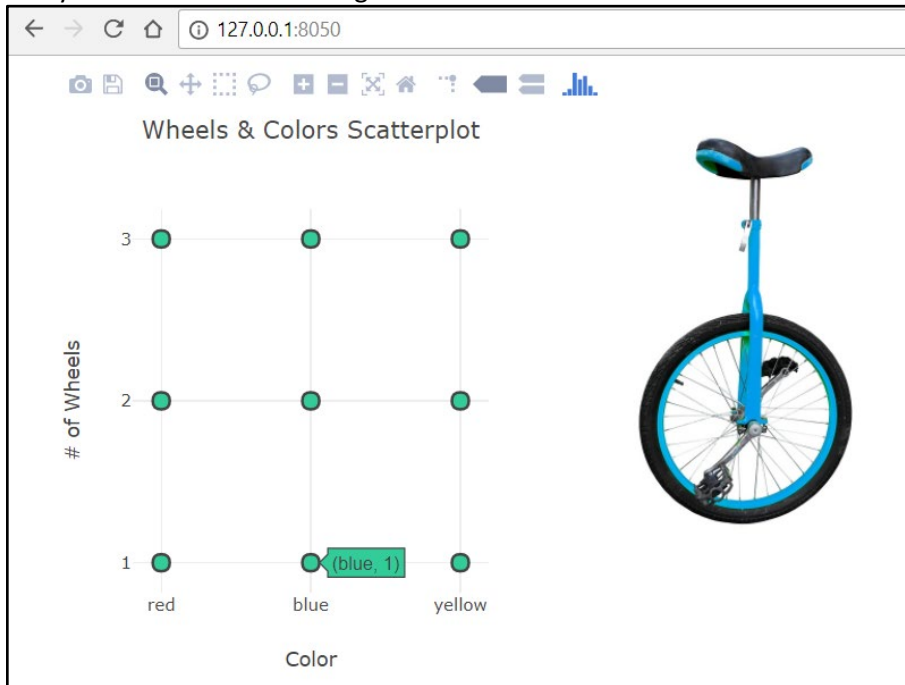 127.0.0.1:8050
Wheels & Colors Scatterplot
3
2
1
# of Wheels
(blue, 1)
red blue yellow
Color